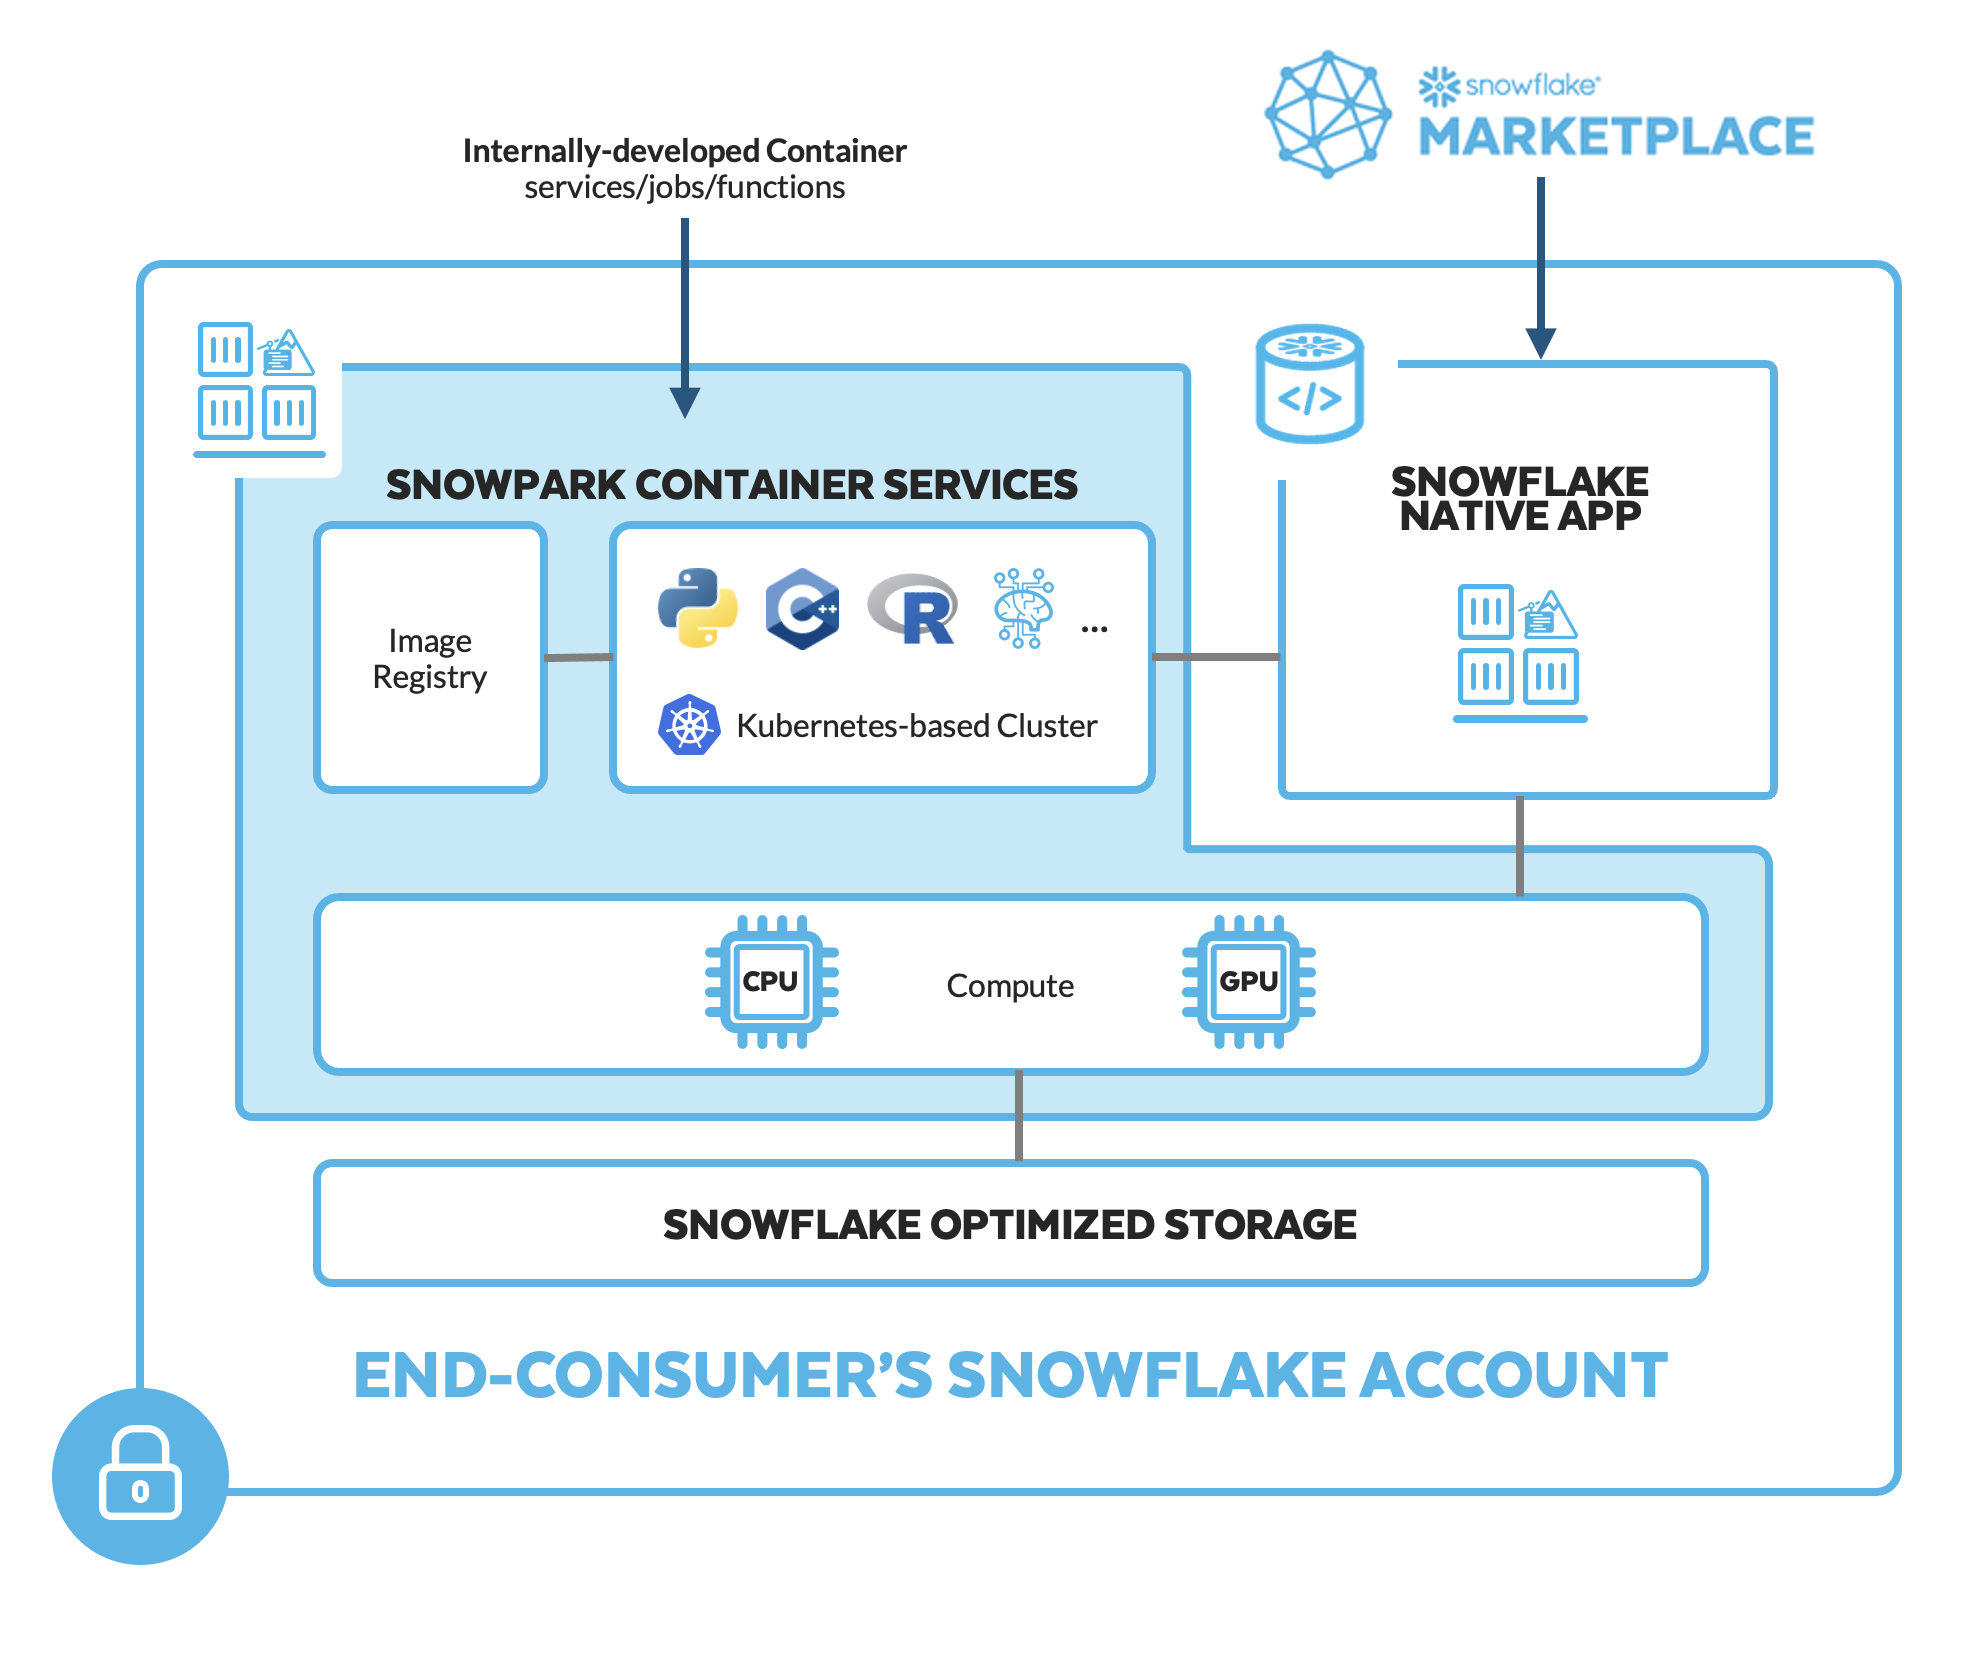 snowflake®
MARKETPLACE
Internally-developed Container
services/jobs/functions
SNOWPARK CONTAINER SERVICES
SNOWFLAKE
NATIVE APP
</>
Image
Registry
C++
R
...
Kubernetes-based Cluster
CPU
Compute
GPU
SNOWFLAKE OPTIMIZED STORAGE
END-CONSUMER’S SNOWFLAKE ACCOUNT